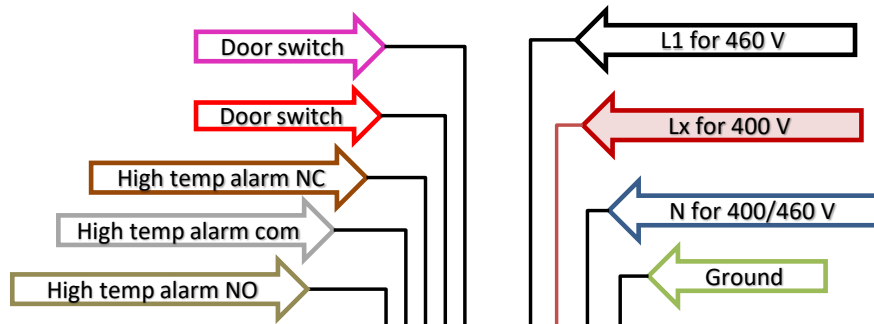 Door switch
Door switch
High temp alarm NC
High temp alarm com
High temp alarm NO
L1 for 460 V
Lx for 400 V
N for 400/460 V
Ground